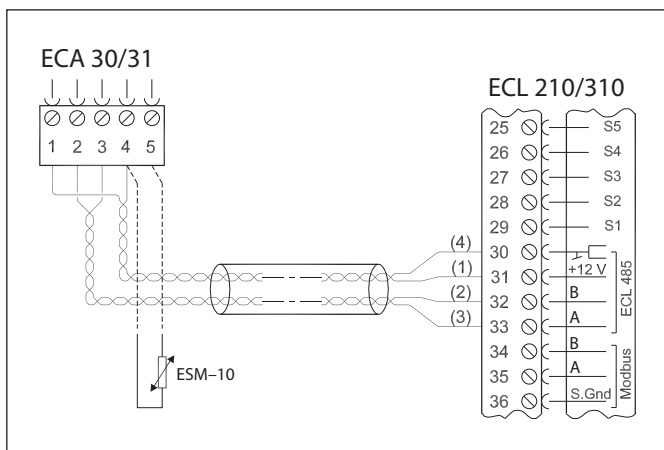 ECA 30/31
1 2 3 4 5
ESM–10
(4)
(1)
(2)
(3)
ECL 210/310
25 S5
26 S4
27 S3
28 S2
29 S1
30
31 +12 V
32 B
33 A
ECL 485
34 B
35 A
36 S.Gnd
Modbus